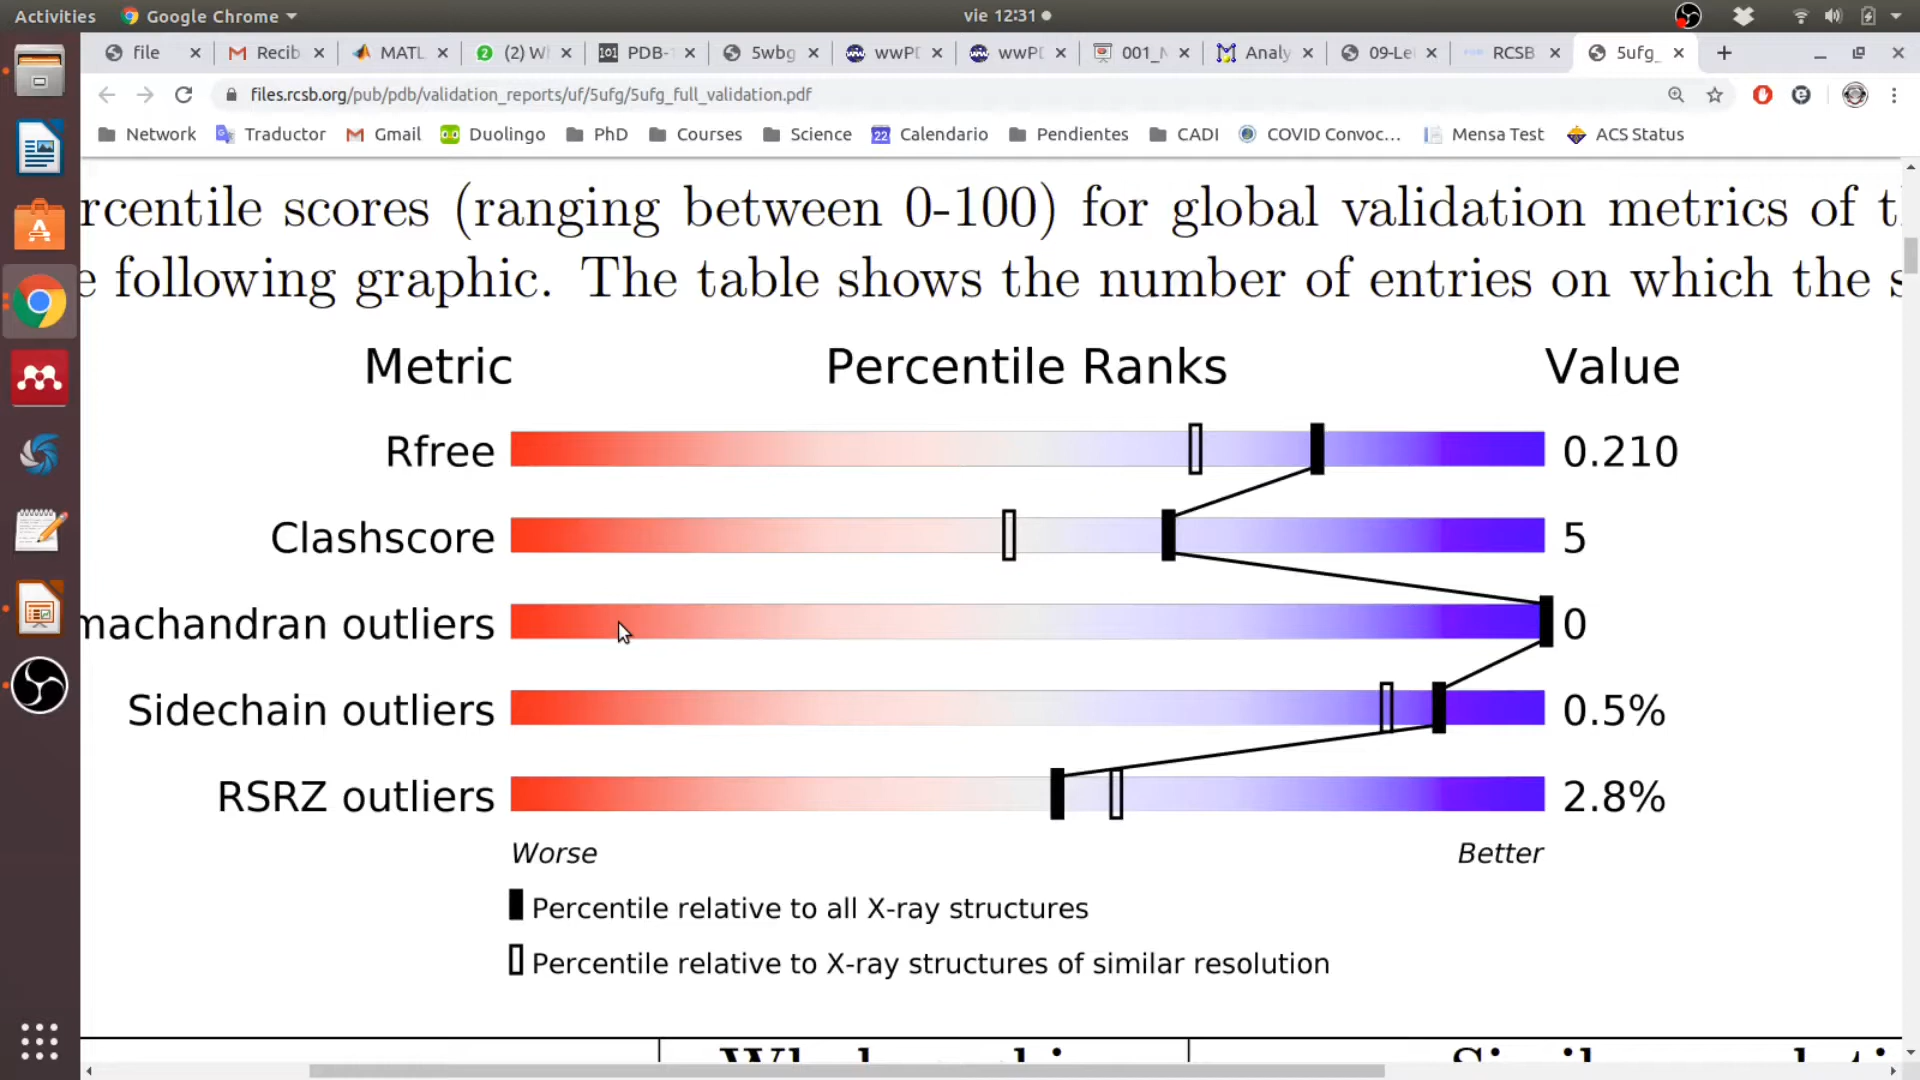 Activities Google Chrome vie 12:31
file Recib MATL (2) W PDB- 5wbg wwPD wwPD 001_ Analy 09-Le RCSB 5ufg_
files.rcsb.org/pub/pdb/validation_reports/uf/5ufg/5ufg_full_validation.pdf
Network Traductor Gmail Duolingo PhD Courses Science 22 Calendario Pendientes CADI COVID Convoc... Mensa Test ACS Status
rcentile scores (ranging between 0-100) for global validation metrics of t
e following graphic. The table shows the number of entries on which the s
Metric Percentile Ranks Value
Rfree 0.210
Clashscore 5
machandran outliers 0
Sidechain outliers 0.5%
RSRZ outliers 2.8%
Worse Better
Percentile relative to all X-ray structures
Percentile relative to X-ray structures of similar resolution